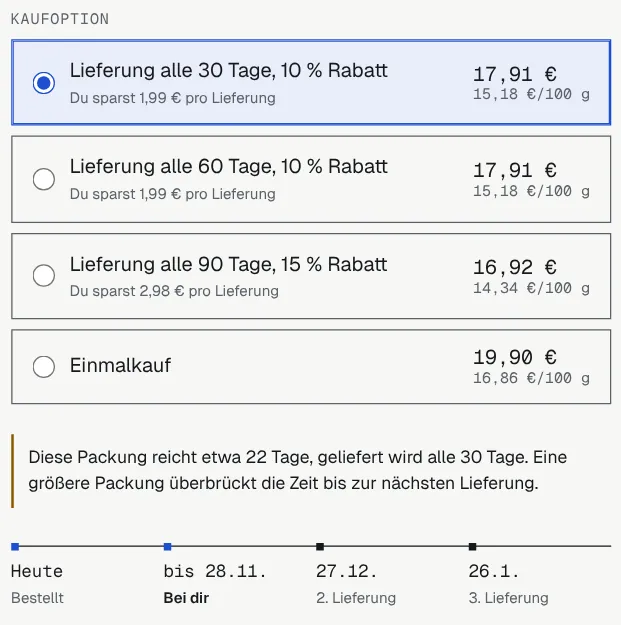 KAUFOPTION
Lieferung alle 30 Tage, 10 % Rabatt
17,91 €
Du sparst 1,99 € pro Lieferung
15,18 €/100 g
Lieferung alle 60 Tage, 10 % Rabatt
17,91 €
Du sparst 1,99 € pro Lieferung
15,18 €/100 g
Lieferung alle 90 Tage, 15 % Rabatt
16,92 €
Du sparst 2,98 € pro Lieferung
14,34 €/100 g
Einmalkauf
19,90 €
16,86 €/100 g
Diese Packung reicht etwa 22 Tage, geliefert wird alle 30 Tage. Eine
größere Packung überbrückt die Zeit bis zur nächsten Lieferung.
Heute
bis 28.11.
27.12.
26.1.
Bestellt
Bei dir
2. Lieferung
3. Lieferung